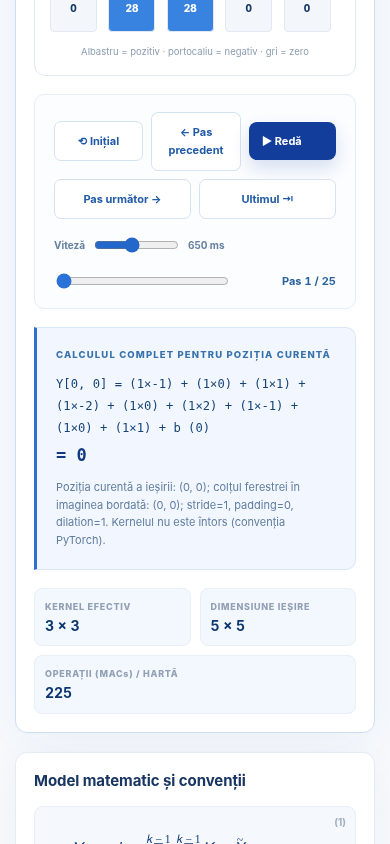 0 28 28 0 0
Albastru = pozitiv · portocaliu = negativ · gri = zero
⟲ Inițial
← Pas
precedent
▶ Redă
Pas următor →
Ultimul ⇥
Viteză 650 ms
Pas 1 / 25
CALCULUL COMPLET PENTRU POZIȚIA CURENTĂ
Y[0, 0] = (1×-1) + (1×0) + (1×1) +
(1×-2) + (1×0) + (1×2) + (1×-1) +
(1×0) + (1×1) + b (0)
= 0
Poziția curentă a ieșirii: (0, 0); colțul ferestrei în
imaginea bordată: (0, 0); stride=1, padding=0,
dilation=1. Kernelul nu este întors (convenția
PyTorch).
KERNEL EFECTIV
3 × 3
DIMENSIUNE IEȘIRE
5 × 5
OPERAȚII (MACs) / HARTĂ
225
Model matematic și convenții
(1)
k−1 k−1